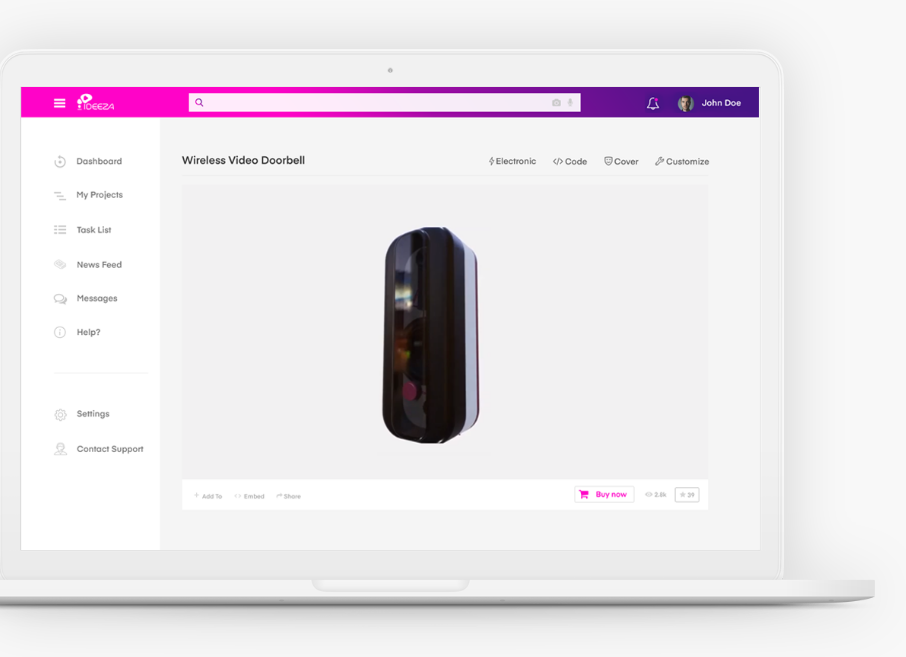 IDEEZA
John Doe
Dashboard
My Projects
Task List
News Feed
Messages
Help?
Settings
Contact Support
Wireless Video Doorbell
Electronic
Code
Cover
Customize
Add To
Embed
Share
Buy now
3.8k
39